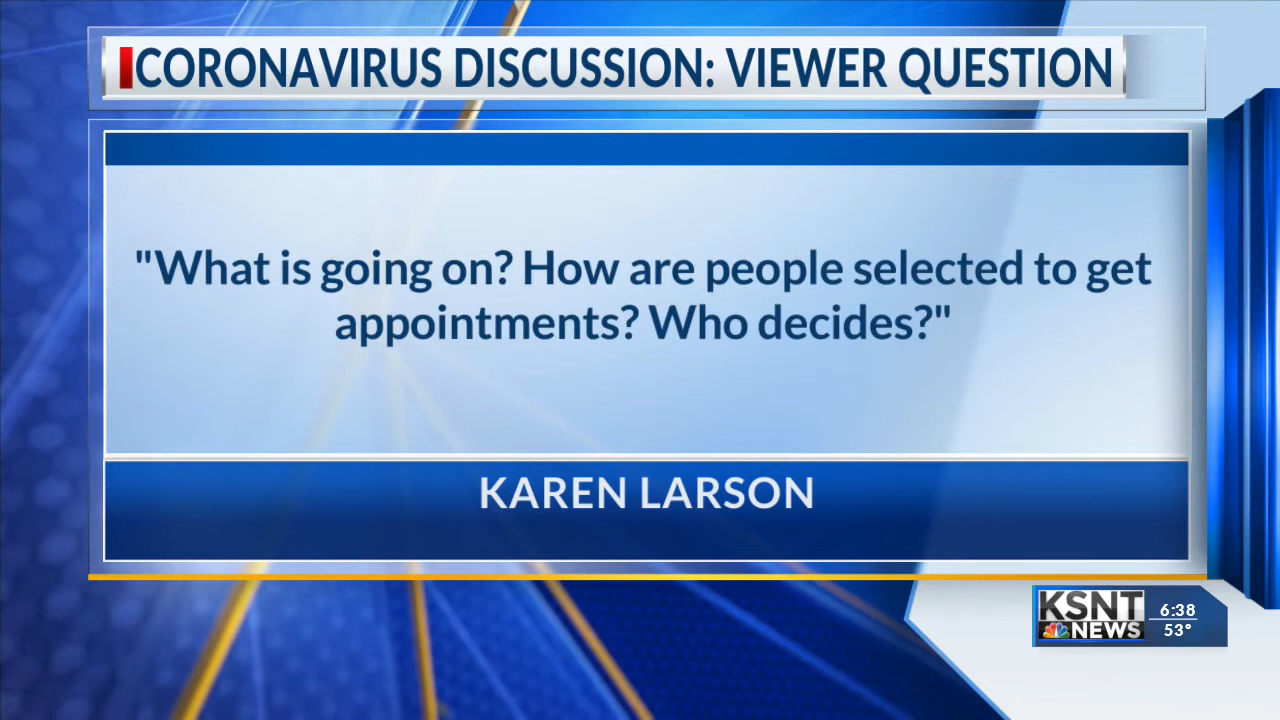 CORONAVIRUS DISCUSSION: VIEWER QUESTION
"What is going on? How are people selected to get
appointments? Who decides?"
KAREN LARSON
KSNT
NEWS
6:38
53°